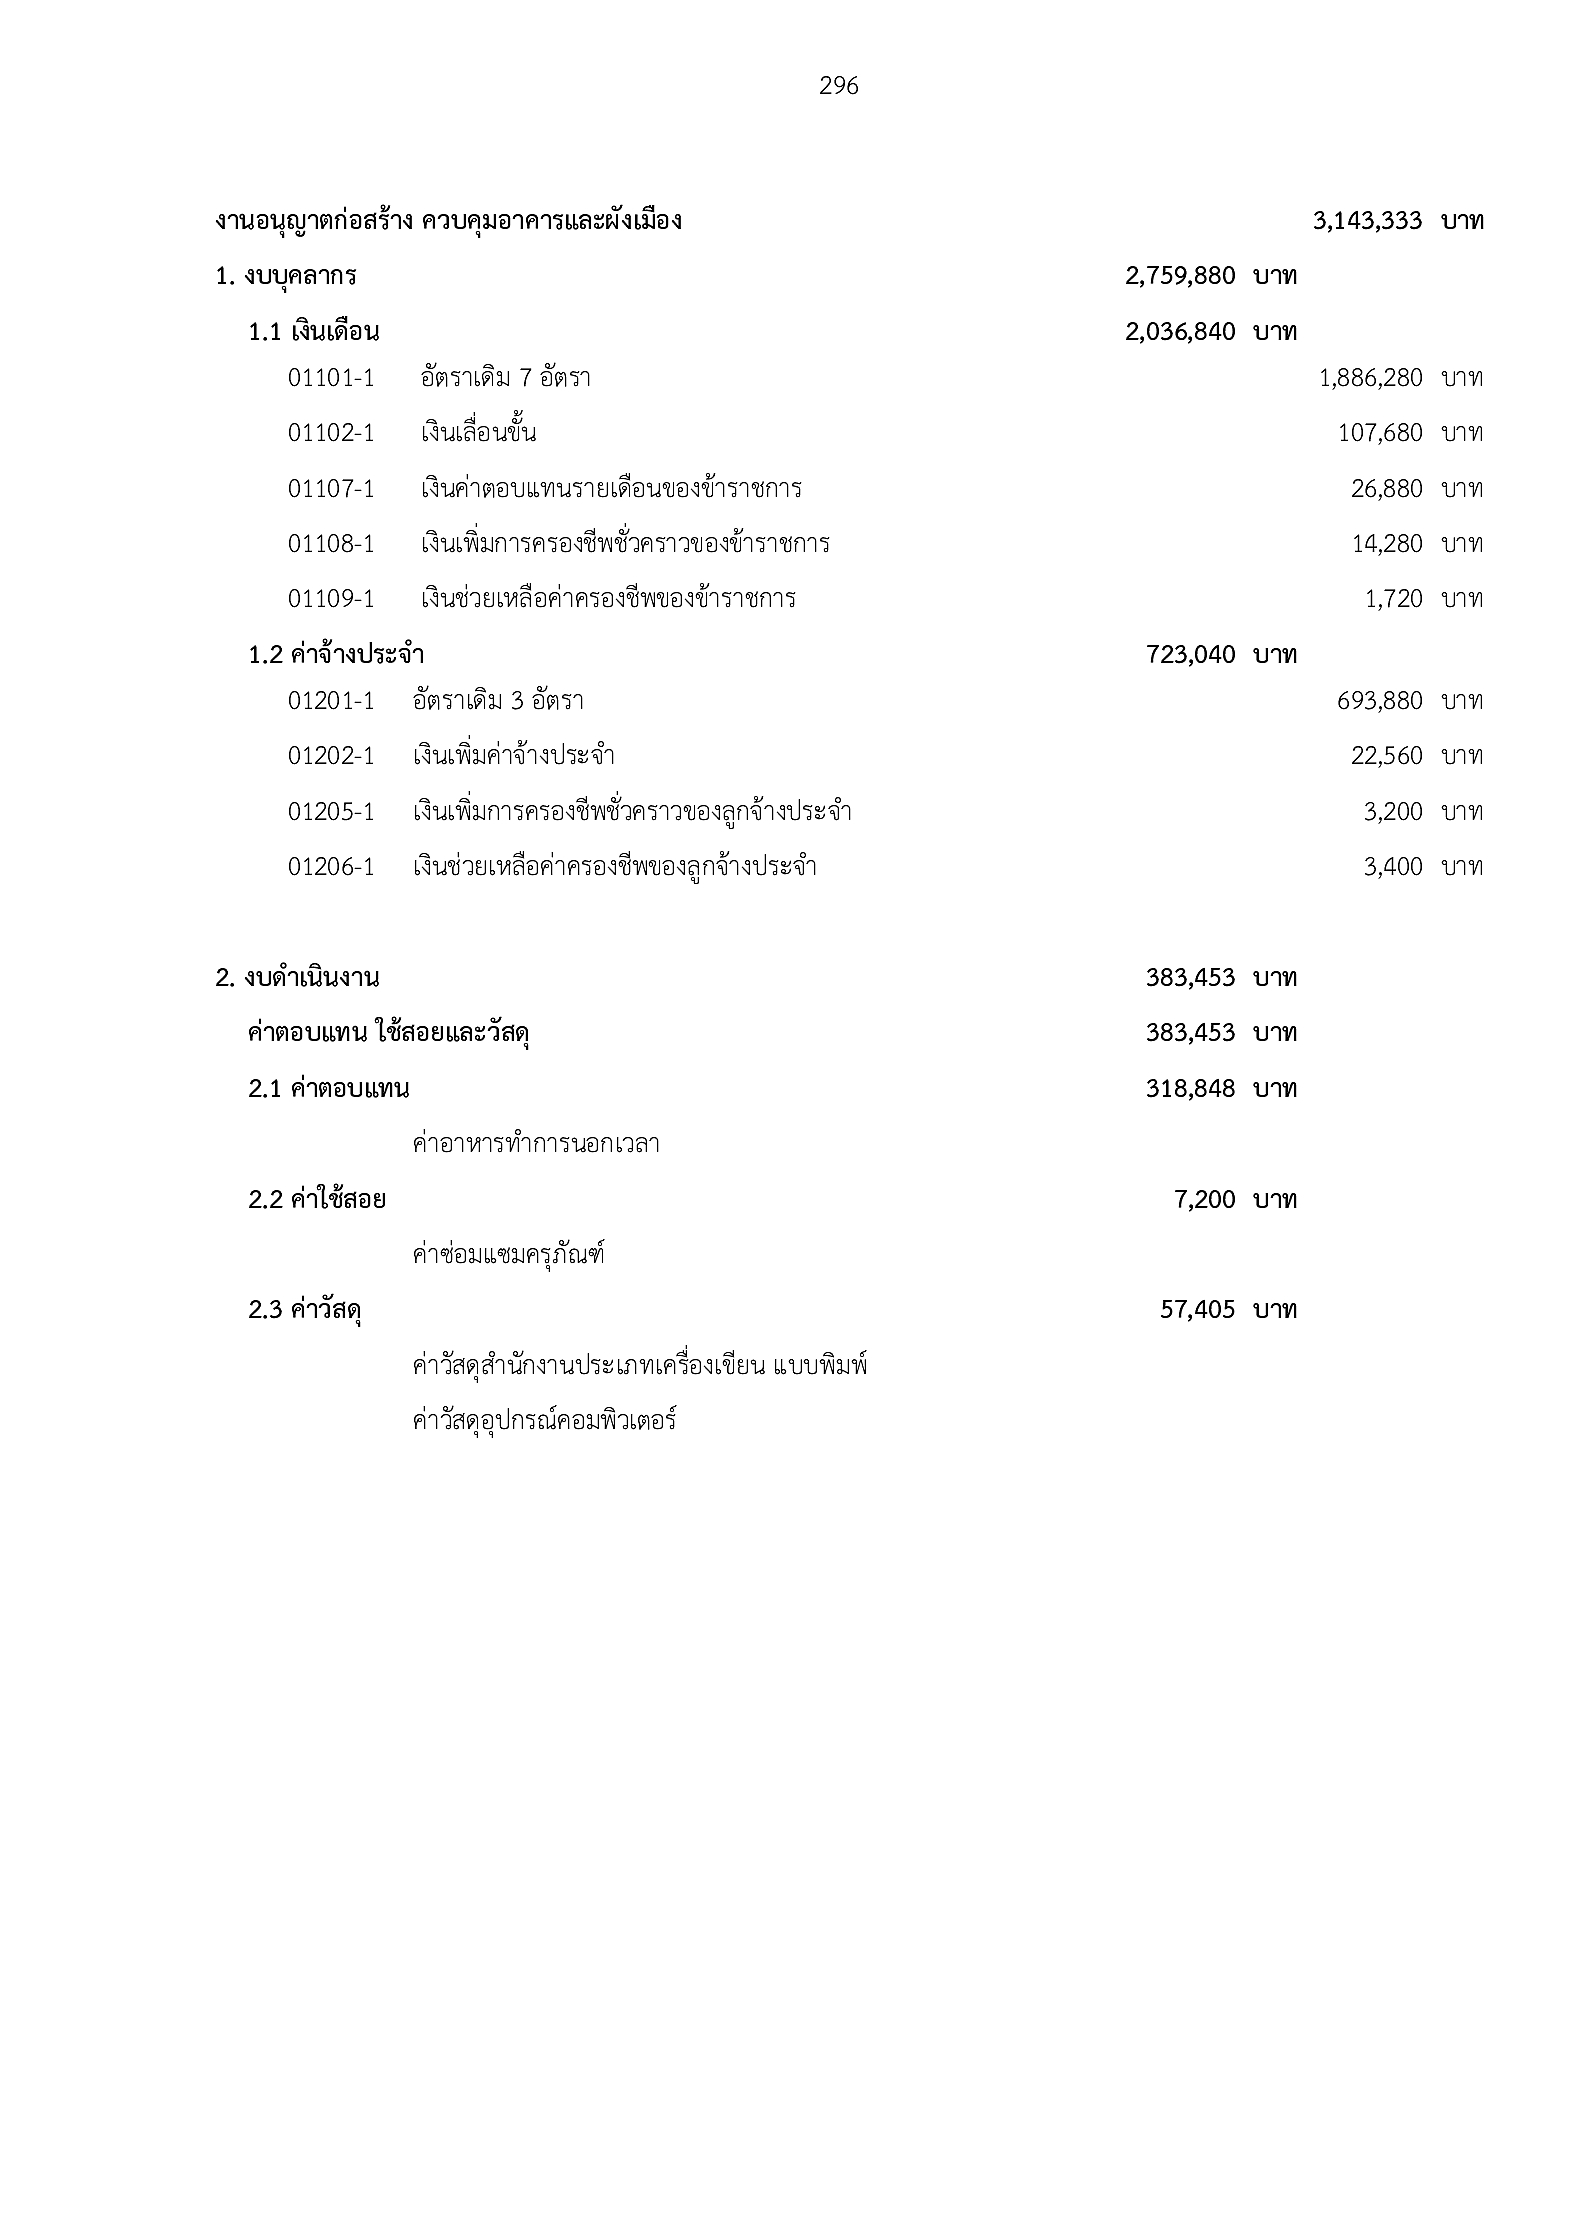 296
งานอนุญาตก่อสร้าง ควบคุมอาคารและผังเมือง 3,143,333 บาท
1. งบบุคลากร 2,759,880 บาท
1.1 เงินเดือน 2,036,840 บาท
01101-1 อัตราเดิม 7 อัตรา 1,886,280 บาท
01102-1 เงินเลื่อนขั้น 107,680 บาท
01107-1 เงินค่าตอบแทนรายเดือนของข้าราชการ 26,880 บาท
01108-1 เงินเพิ่มการครองชีพชั่วคราวของข้าราชการ 14,280 บาท
01109-1 เงินช่วยเหลือค่าครองชีพของข้าราชการ 1,720 บาท
1.2 ค่าจ้างประจำ 723,040 บาท
01201-1 อัตราเดิม 3 อัตรา 693,880 บาท
01202-1 เงินเพิ่มค่าจ้างประจำ 22,560 บาท
01205-1 เงินเพิ่มการครองชีพชั่วคราวของลูกจ้างประจำ 3,200 บาท
01206-1 เงินช่วยเหลือค่าครองชีพของลูกจ้างประจำ 3,400 บาท
2. งบดำเนินงาน 383,453 บาท
ค่าตอบแทน ใช้สอยและวัสดุ 383,453 บาท
2.1 ค่าตอบแทน 318,848 บาท
ค่าอาหารทำการนอกเวลา
2.2 ค่าใช้สอย 7,200 บาท
ค่าซ่อมแซมครุภัณฑ์
2.3 ค่าวัสดุ 57,405 บาท
ค่าวัสดุสำนักงานประเภทเครื่องเขียน แบบพิมพ์
ค่าวัสดุอุปกรณ์คอมพิวเตอร์